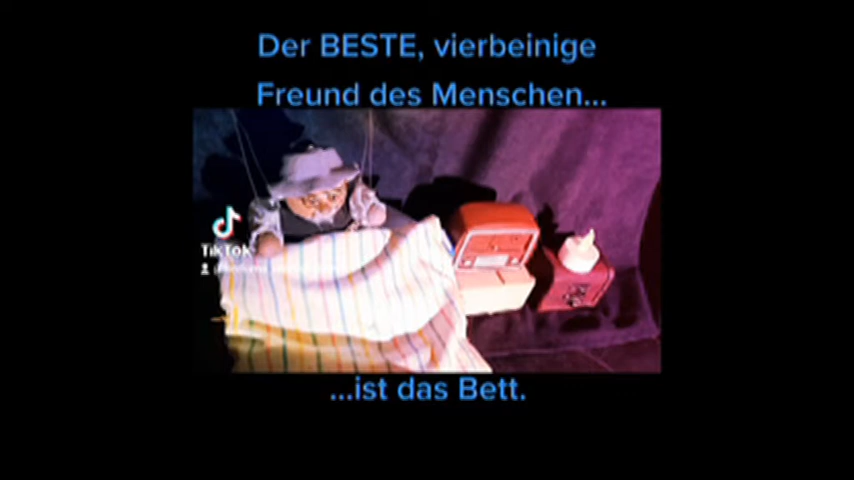 Der BESTE, vierbeinige
Freund des Menschen...
TikTok
...ist das Bett.